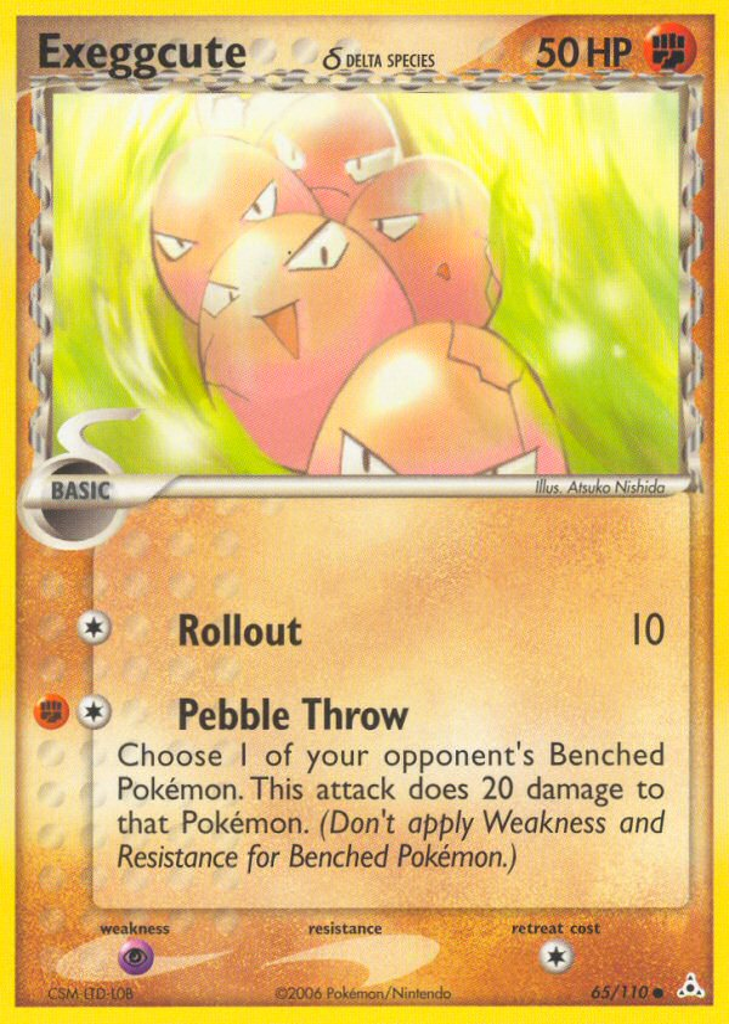 Exeggcute δ DELTA SPECIES 50 HP
BASIC
Illus. Atsuko Nishida
Rollout 10
Pebble Throw
Choose 1 of your opponent's Benched
Pokémon. This attack does 20 damage to
that Pokémon. (Don't apply Weakness and
Resistance for Benched Pokémon.)
weakness resistance retreat cost
CSM-LTD-LOB ©2006 Pokémon/Nintendo 65/110